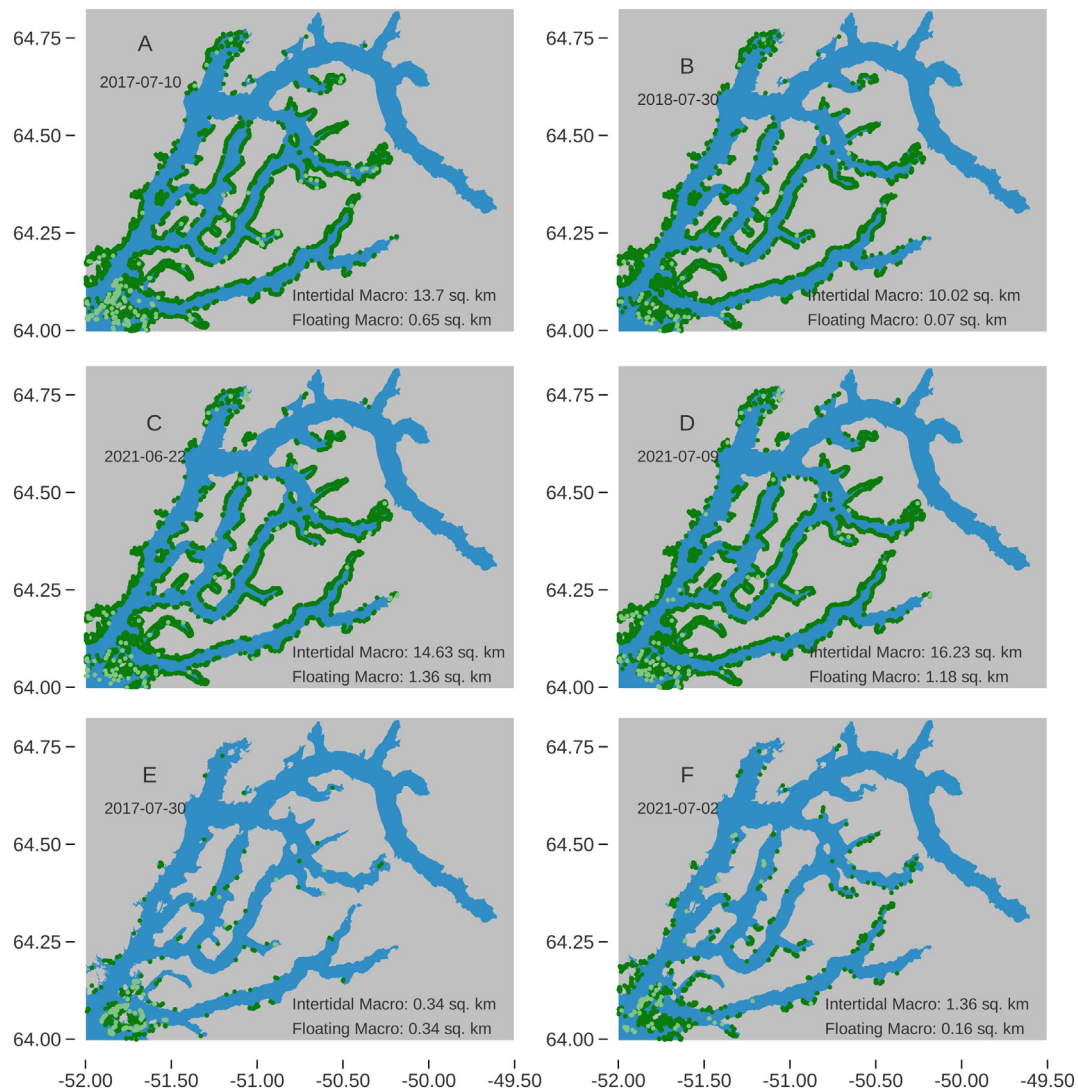 64.75
64.50
64.25
64.00
A
2017-07-10
Intertidal Macro: 13.7 sq. km
Floating Macro: 0.65 sq. km
64.75
64.50
64.25
64.00
B
2018-07-30
Intertidal Macro: 10.02 sq. km
Floating Macro: 0.07 sq. km
64.75
64.50
64.25
64.00
C
2021-06-22
Intertidal Macro: 14.63 sq. km
Floating Macro: 1.36 sq. km
64.75
64.50
64.25
64.00
D
2021-07-09
Intertidal Macro: 16.23 sq. km
Floating Macro: 1.18 sq. km
64.75
64.50
64.25
64.00
E
2017-07-30
Intertidal Macro: 0.34 sq. km
Floating Macro: 0.34 sq. km
-52.00 -51.50 -51.00 -50.50 -50.00 -49.50
64.75
64.50
64.25
64.00
F
2021-07-02
Intertidal Macro: 1.36 sq. km
Floating Macro: 0.16 sq. km
-52.00 -51.50 -51.00 -50.50 -50.00 -48.50